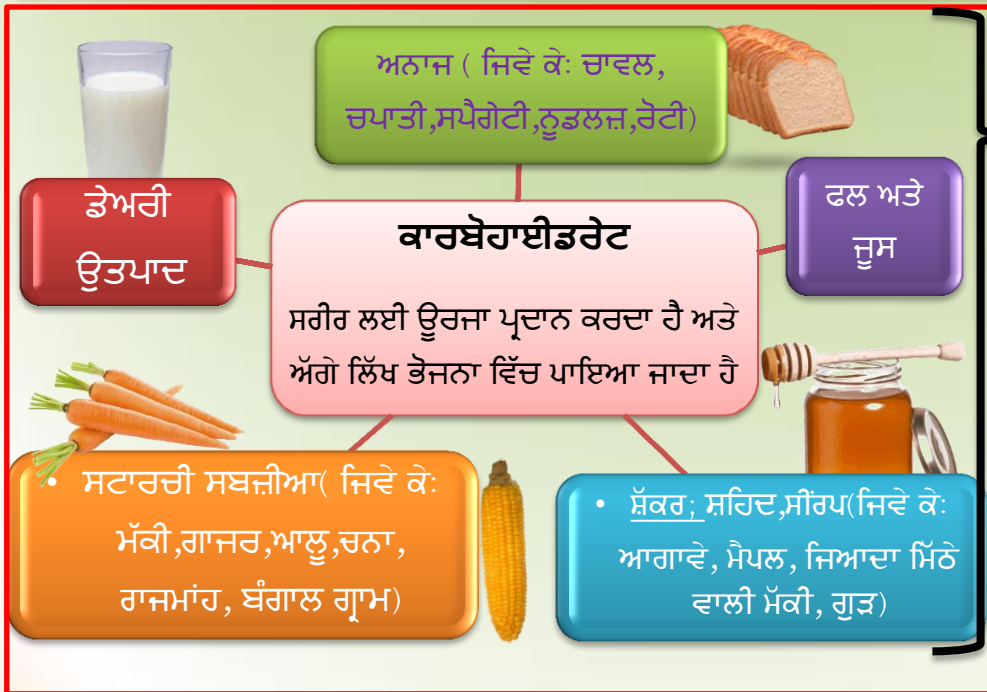 ਅਨਾਜ ( ਜਿਵੇ ਕੇ: ਚਾਵਲ,
ਚਪਾਤੀ,ਸਪੈਗੇਟੀ,ਨੂਡਲਜ਼,ਰੋਟੀ)
ਡੇਅਰੀ
ਉਤਪਾਦ
ਫਲ ਅਤੇ
ਜੂਸ
ਕਾਰਬੋਹਾਈਡਰੇਟ
ਸਰੀਰ ਲਈ ਊਰਜਾ ਪ੍ਰਦਾਨ ਕਰਦਾ ਹੈ ਅਤੇ
ਅੱਗੇ ਲਿੱਖ ਭੋਜਨਾ ਵਿੱਚ ਪਾਇਆ ਜਾਦਾ ਹੈ
• ਸਟਾਰਚੀ ਸਬਜ਼ੀਆ( ਜਿਵੇ ਕੇ:
ਮੱਕੀ,ਗਾਜਰ,ਆਲੂ,ਚਨਾ,
ਰਾਜਮਾਂਹ, ਬੰਗਾਲ ਗ੍ਰਾਮ)
• ਸ਼ੱਕਰ; ਸ਼ਹਿਦ,ਸੀਂਰਪ(ਜਿਵੇ ਕੇ:
ਆਗਾਵੇ, ਮੈਪਲ, ਜਿਆਦਾ ਮਿੱਠੇ
ਵਾਲੀ ਮੱਕੀ, ਗੁੜ)